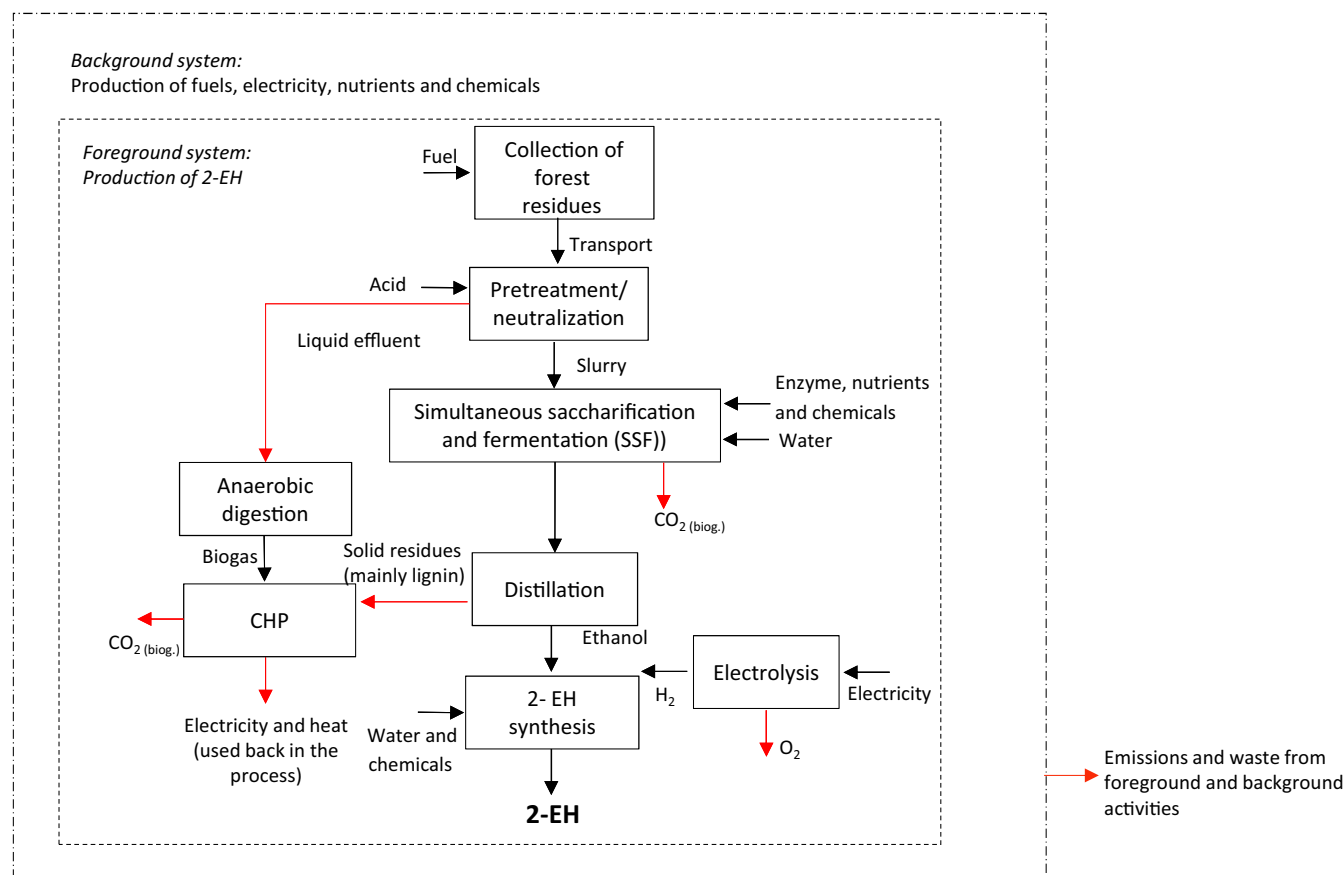 Background system:
Production of fuels, electricity, nutrients and chemicals
Foreground system:
Production of 2-EH
Fuel
Collection of
forest
residues
Transport
Acid
Pretreatment/
neutralization
Liquid effluent
Slurry
Simultaneous saccharification
and fermentation (SSF))
Enzyme, nutrients
and chemicals
Water
Anaerobic
digestion
CO2 (biog.)
Biogas
Solid residues
(mainly lignin)
Distillation
CHP
CO2 (biog.)
Ethanol
Electrolysis
H2
Electricity
2- EH
synthesis
Electricity and heat
(used back in the
process)
Water and
chemicals
O2
2-EH
Emissions and waste from
foreground and background
activities